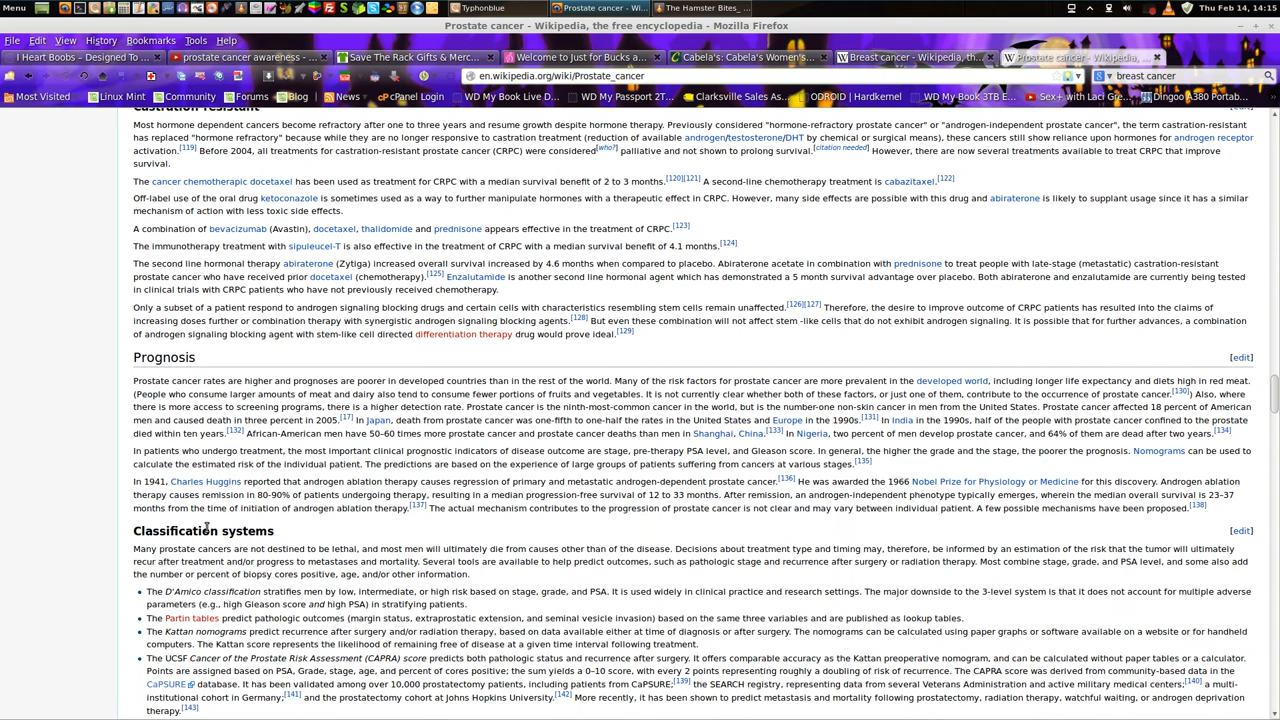 Menu
Typhonblue
Prostate cancer - Wi...
The Hamster Bites_
Thu Feb 14, 14:15
Prostate cancer - Wikipedia, the free encyclopedia - Mozilla Firefox
File Edit View History Bookmarks Tools Help
I Heart Boobs – Designed To ...
prostate cancer awareness - ...
Save The Rack Gifts & Merc...
Welcome to Just for Bucks a...
Cabela's: Cabela's Women's...
Breast cancer - Wikipedia, th...
Prostate cancer - Wikipedia, ...
en.wikipedia.org/wiki/Prostate_cancer
breast cancer
Most Visited Linux Mint Community Forums Blog News cPanel Login WD My Book Live D... WD My Passport 2T... Clarksville Sales As... ODROID | Hardkernel WD My Book 3TB E... Sex+ with Laci Gre... Dingoo A380 Portab...
Castration resistant
[edit]
Most hormone dependent cancers become refractory after one to three years and resume growth despite hormone therapy. Previously considered "hormone-refractory prostate cancer" or "androgen-independent prostate cancer", the term castration-resistant
has replaced "hormone refractory" because while they are no longer responsive to castration treatment (reduction of available androgen/testosterone/DHT by chemical or surgical means), these cancers still show reliance upon hormones for androgen receptor
activation.[119] Before 2004, all treatments for castration-resistant prostate cancer (CRPC) were considered[who?] palliative and not shown to prolong survival.[citation needed] However, there are now several treatments available to treat CRPC that improve
survival.
The cancer chemotherapic docetaxel has been used as treatment for CRPC with a median survival benefit of 2 to 3 months.[120][121] A second-line chemotherapy treatment is cabazitaxel.[122]
Off-label use of the oral drug ketoconazole is sometimes used as a way to further manipulate hormones with a therapeutic effect in CRPC. However, many side effects are possible with this drug and abiraterone is likely to supplant usage since it has a similar
mechanism of action with less toxic side effects.
A combination of bevacizumab (Avastin), docetaxel, thalidomide and prednisone appears effective in the treatment of CRPC.[123]
The immunotherapy treatment with sipuleucel-T is also effective in the treatment of CRPC with a median survival benefit of 4.1 months.[124]
The second line hormonal therapy abiraterone (Zytiga) increased overall survival increased by 4.6 months when compared to placebo. Abiraterone acetate in combination with prednisone to treat people with late-stage (metastatic) castration-resistant
prostate cancer who have received prior docetaxel (chemotherapy).[125] Enzalutamide is another second line hormonal agent which has demonstrated a 5 month survival advantage over placebo. Both abiraterone and enzalutamide are currently being tested
in clinical trials with CRPC patients who have not previously received chemotherapy.
Only a subset of a patient respond to androgen signaling blocking drugs and certain cells with characteristics resembling stem cells remain unaffected.[126][127] Therefore, the desire to improve outcome of CRPC patients has resulted into the claims of
increasing doses further or combination therapy with synergistic androgen signaling blocking agents.[128] But even these combination will not affect stem -like cells that do not exhibit androgen signaling. It is possible that for further advances, a combination
of androgen signaling blocking agent with stem-like cell directed differentiation therapy drug would prove ideal.[129]
Prognosis
[edit]
Prostate cancer rates are higher and prognoses are poorer in developed countries than in the rest of the world. Many of the risk factors for prostate cancer are more prevalent in the developed world, including longer life expectancy and diets high in red meat.
(People who consume larger amounts of meat and dairy also tend to consume fewer portions of fruits and vegetables. It is not currently clear whether both of these factors, or just one of them, contribute to the occurrence of prostate cancer.[130]) Also, where
there is more access to screening programs, there is a higher detection rate. Prostate cancer is the ninth-most-common cancer in the world, but is the number-one non-skin cancer in men from the United States. Prostate cancer affected 18 percent of American
men and caused death in three percent in 2005.[17] In Japan, death from prostate cancer was one-fifth to one-half the rates in the United States and Europe in the 1990s.[131] In India in the 1990s, half of the people with prostate cancer confined to the prostate
died within ten years.[132] African-American men have 50–60 times more prostate cancer and prostate cancer deaths than men in Shanghai, China.[133] In Nigeria, two percent of men develop prostate cancer, and 64% of them are dead after two years.[134]
In patients who undergo treatment, the most important clinical prognostic indicators of disease outcome are stage, pre-therapy PSA level, and Gleason score. In general, the higher the grade and the stage, the poorer the prognosis. Nomograms can be used to
calculate the estimated risk of the individual patient. The predictions are based on the experience of large groups of patients suffering from cancers at various stages.[135]
In 1941, Charles Huggins reported that androgen ablation therapy causes regression of primary and metastatic androgen-dependent prostate cancer.[136] He was awarded the 1966 Nobel Prize for Physiology or Medicine for this discovery. Androgen ablation
therapy causes remission in 80-90% of patients undergoing therapy, resulting in a median progression-free survival of 12 to 33 months. After remission, an androgen-independent phenotype typically emerges, wherein the median overall survival is 23–37
months from the time of initiation of androgen ablation therapy.[137] The actual mechanism contributes to the progression of prostate cancer is not clear and may vary between individual patient. A few possible mechanisms have been proposed.[138]
Classification systems
[edit]
Many prostate cancers are not destined to be lethal, and most men will ultimately die from causes other than of the disease. Decisions about treatment type and timing may, therefore, be informed by an estimation of the risk that the tumor will ultimately
recur after treatment and/or progress to metastases and mortality. Several tools are available to help predict outcomes, such as pathologic stage and recurrence after surgery or radiation therapy. Most combine stage, grade, and PSA level, and some also add
the number or percent of biopsy cores positive, age, and/or other information.
• The D'Amico classification stratifies men by low, intermediate, or high risk based on stage, grade, and PSA. It is used widely in clinical practice and research settings. The major downside to the 3-level system is that it does not account for multiple adverse
parameters (e.g., high Gleason score and high PSA) in stratifying patients.
• The Partin tables predict pathologic outcomes (margin status, extraprostatic extension, and seminal vesicle invasion) based on the same three variables and are published as lookup tables.
• The Kattan nomograms predict recurrence after surgery and/or radiation therapy, based on data available either at time of diagnosis or after surgery. The nomograms can be calculated using paper graphs or software available on a website or for handheld
computers. The Kattan score represents the likelihood of remaining free of disease at a given time interval following treatment.
• The UCSF Cancer of the Prostate Risk Assessment (CAPRA) score predicts both pathologic status and recurrence after surgery. It offers comparable accuracy as the Kattan preoperative nomogram, and can be calculated without paper tables or a calculator.
Points are assigned based on PSA, Grade, stage, age, and percent of cores positive; the sum yields a 0–10 score, with every 2 points representing roughly a doubling of risk of recurrence. The CAPRA score was derived from community-based data in the
CaPSURE database. It has been validated among over 10,000 prostatectomy patients, including patients from CaPSURE;[139] the SEARCH registry, representing data from several Veterans Administration and active military medical centers;[140] a multi-
institutional cohort in Germany;[141] and the prostatectomy cohort at Johns Hopkins University.[142] More recently, it has been shown to predict metastasis and mortality following prostatectomy, radiation therapy, watchful waiting, or androgen deprivation
therapy.[143]